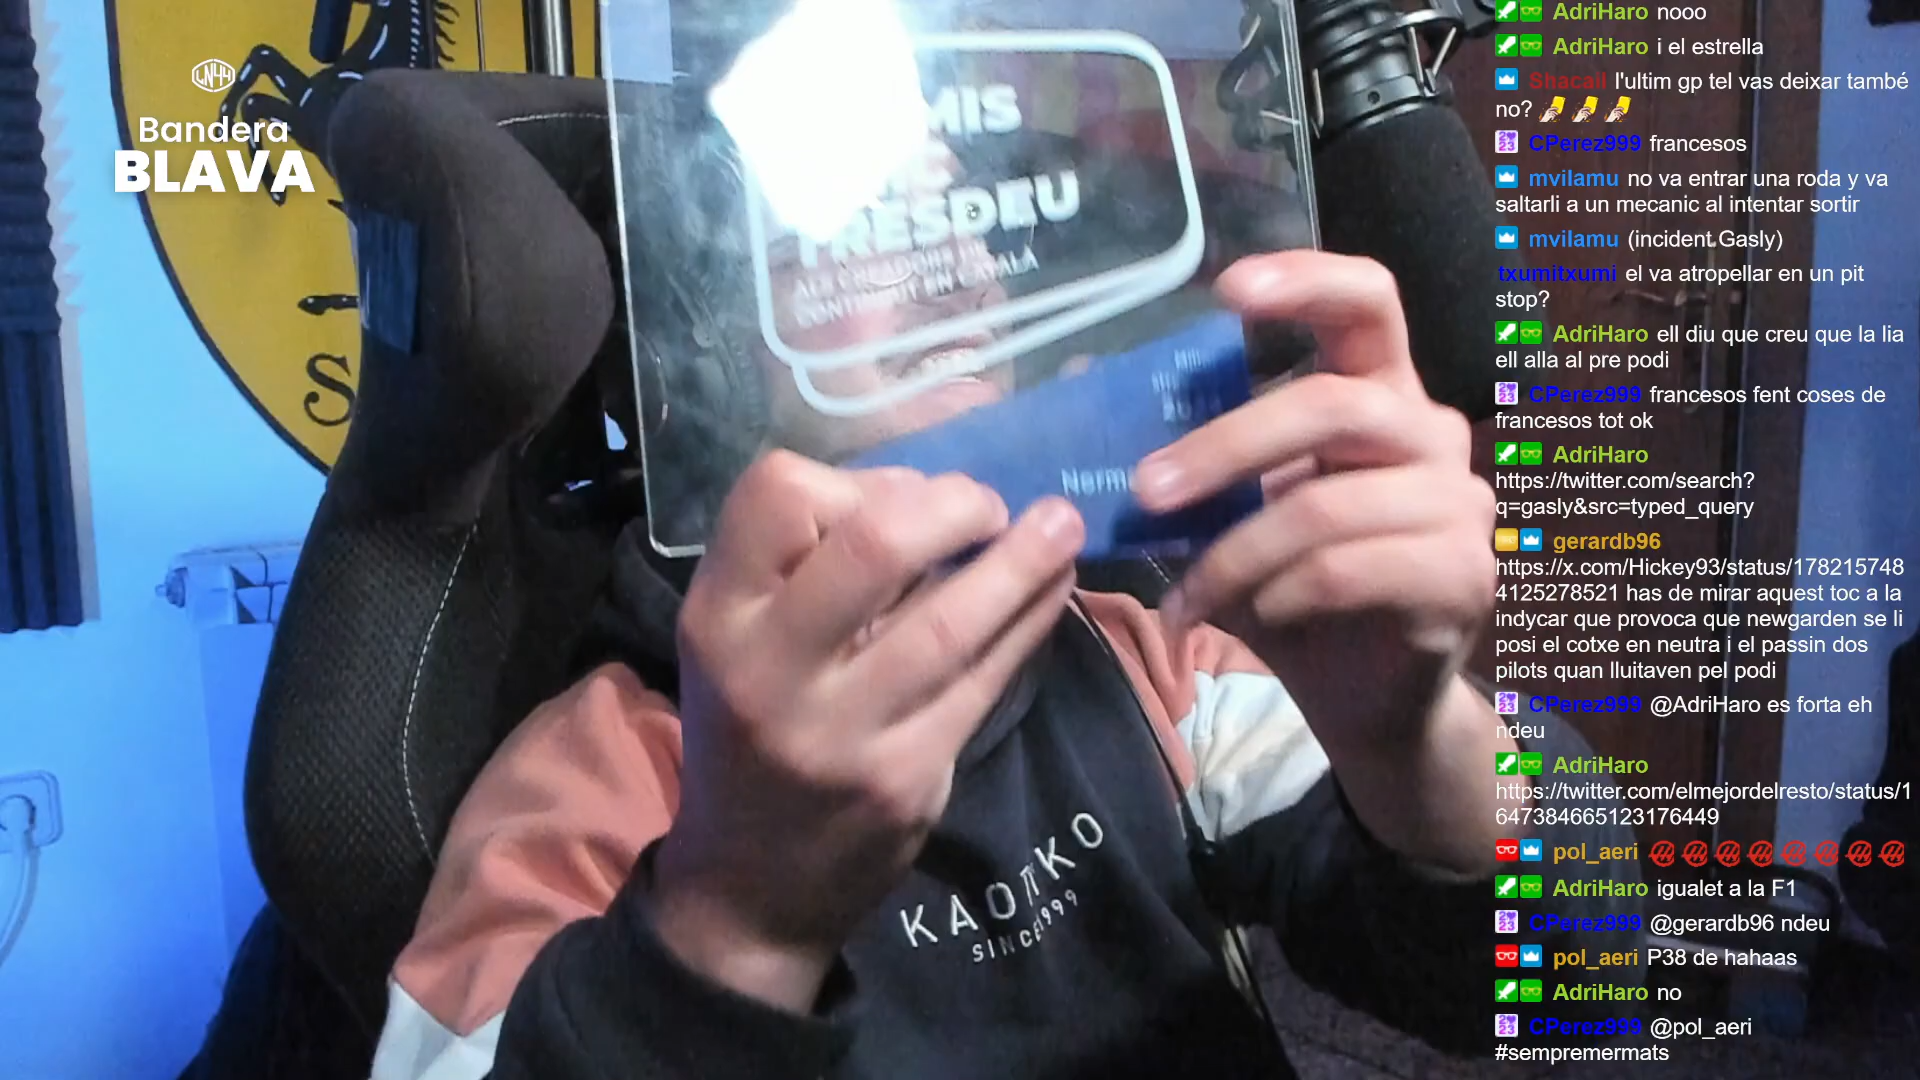 LN44
Bandera
BLAVA
S
TRESDEU
KAOTIKO
SINCE 1999
AdriHaro nooo
AdriHaro i el estrella
Shacall l'ultim gp tel vas deixar també
no?
CPerez999 francesos
mvilamu no va entrar una roda y va
saltarli a un mecanic al intentar sortir
mvilamu (incident Gasly)
txumitxumi el va atropellar en un pit
stop?
AdriHaro ell diu que creu que la lia
ell alla al pre podi
CPerez999 francesos fent coses de
francesos tot ok
AdriHaro
https://twitter.com/search?
q=gasly&src=typed_query
gerardb96
https://x.com/Hickey93/status/178215748
4125278521 has de mirar aquest toc a la
indycar que provoca que newgarden se li
posi el cotxe en neutra i el passin dos
pilots quan lluitaven pel podi
CPerez999 @AdriHaro es forta eh
ndeu
AdriHaro
https://twitter.com/elmejordelresto/status/1
647384665123176449
pol_aeri
AdriHaro igualet a la F1
CPerez999 @gerardb96 ndeu
pol_aeri P38 de hahaas
AdriHaro no
CPerez999 @pol_aeri
#sempremermats